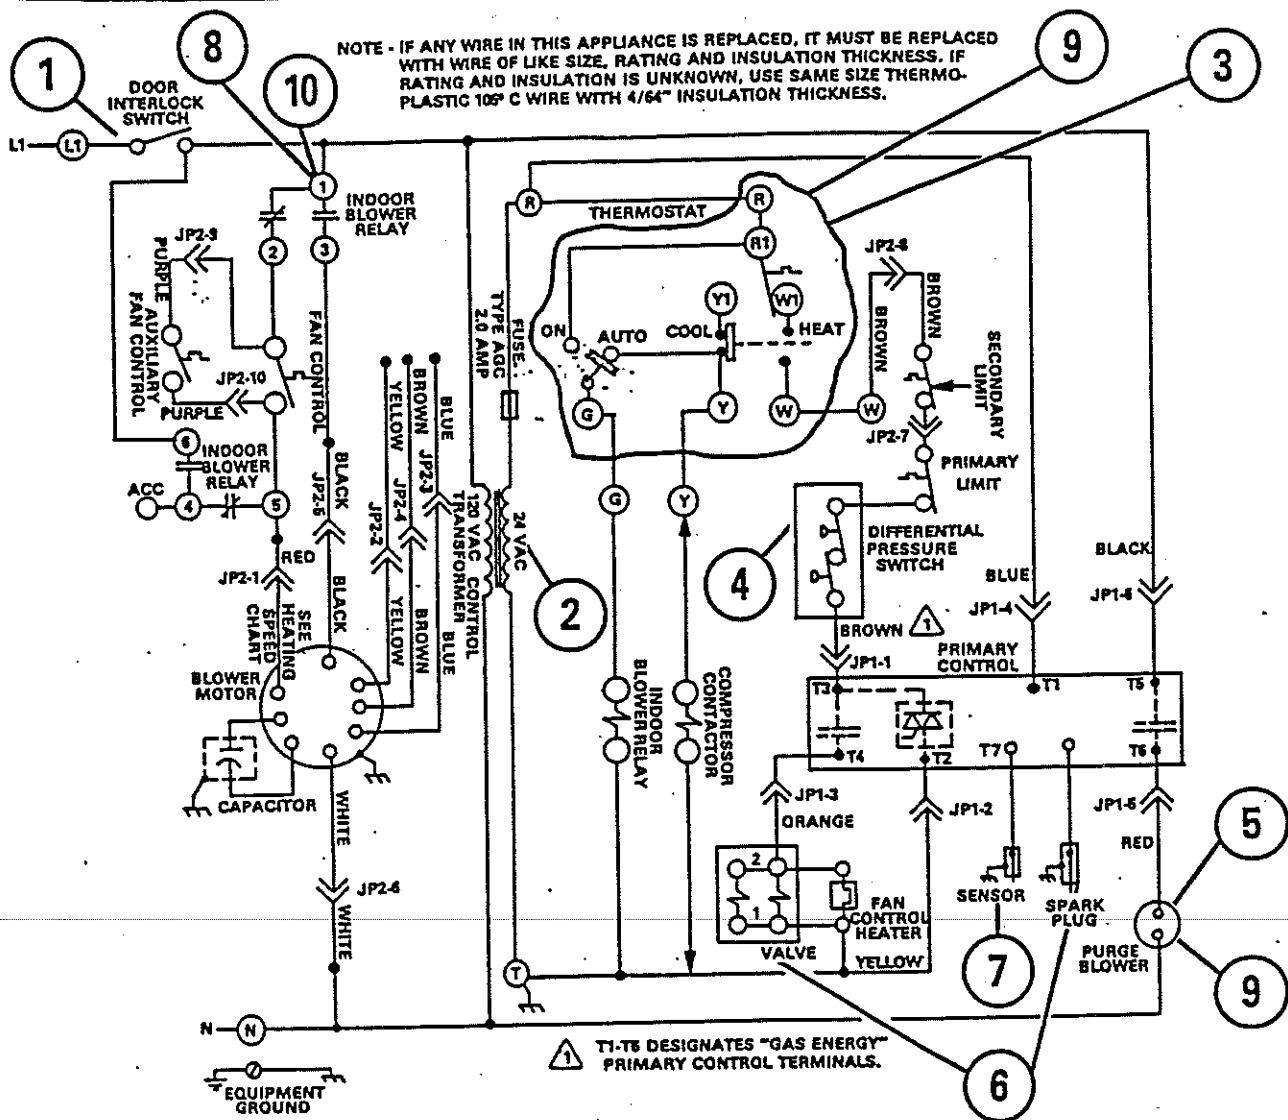 NOTE - IF ANY WIRE IN THIS APPLIANCE IS REPLACED, IT MUST BE REPLACED
WITH WIRE OF LIKE SIZE, RATING AND INSULATION THICKNESS. IF
RATING AND INSULATION IS UNKNOWN, USE SAME SIZE THERMO-
PLASTIC 105° C WIRE WITH 4/64" INSULATION THICKNESS.
1
8
10
9
3
DOOR
INTERLOCK
SWITCH
L1
L1
1
INDOOR
BLOWER
RELAY
2
3
JP2-9
PURPLE
AUXILIARY
FAN CONTROL
JP2-10
PURPLE
FAN CONTROL
6
INDOOR
BLOWER
RELAY
ACC
4
5
RED
JP2-1
BLACK
JP2-5
BLACK
SEE
HEATING
SPEED
CHART
BLOWER
MOTOR
CAPACITOR
WHITE
JP2-6
WHITE
YELLOW
JP2-2
YELLOW
BROWN
JP2-4
BROWN
BLUE
JP2-3
BLUE
120 VAC CONTROL
TRANSFORMER
24 VAC
2
FUSE.
TYPE AGC
2.0 AMP
R
THERMOSTAT
R
R1
Y1
W1
ON
AUTO
COOL
HEAT
G
Y
W
W
G
Y
JP2-8
BROWN
BROWN
SECONDARY
LIMIT
JP2-7
PRIMARY
LIMIT
DIFFERENTIAL
PRESSURE
SWITCH
4
BROWN
1
JP1-1
BLUE
JP1-4
PRIMARY
CONTROL
BLACK
JP1-6
T3
T1
T5
T4
T2
T7
T6
INDOOR
BLOWER RELAY
COMPRESSOR
CONTACTOR
JP1-3
ORANGE
JP1-2
JP1-5
RED
2
1
VALVE
FAN
CONTROL
HEATER
YELLOW
SENSOR
SPARK
PLUG
PURGE
BLOWER
5
7
9
6
T
N
N
EQUIPMENT
GROUND
1
T1-T6 DESIGNATES "GAS ENERGY"
PRIMARY CONTROL TERMINALS.